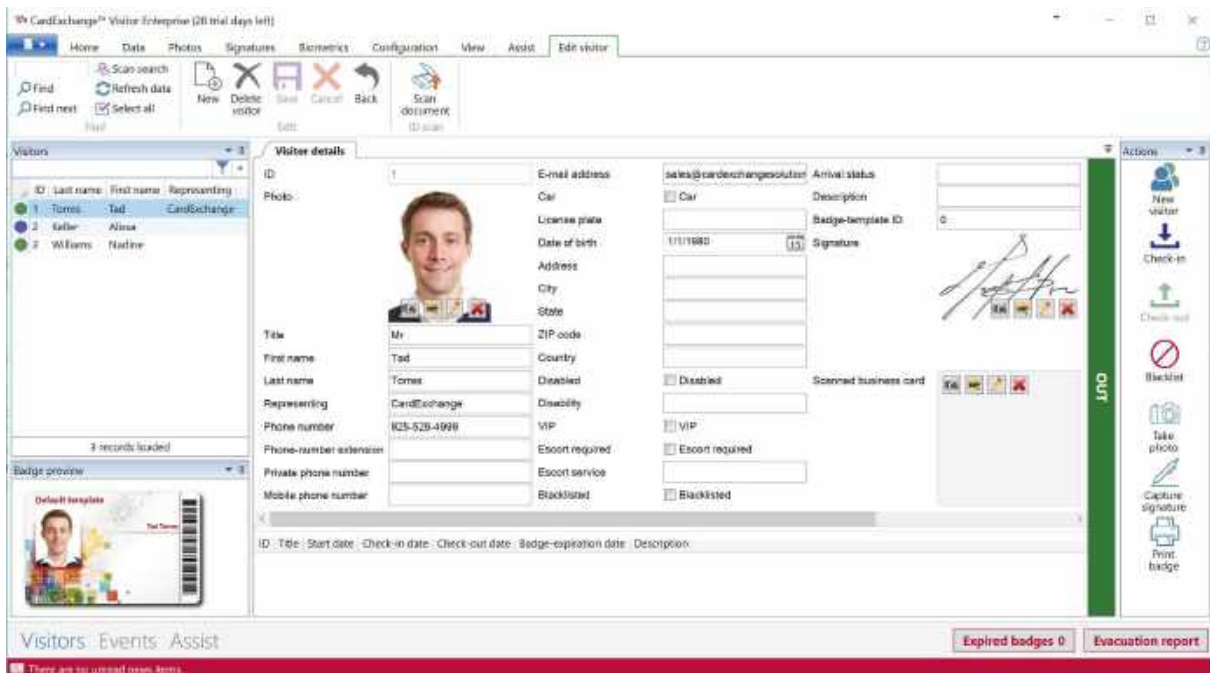 CardExchange™ Visitor Enterprise (28 trial days left)
Home Data Photos Signatures Biometrics Configuration View Assist Edit visitor
Find
Find next
Scan search
Refresh data
Select all
Find
New
Delete visitor
Save
Cancel
Back
Edit
Scan document
ID scan
Visitors
ID Last name First name Representing
1 Torres Tad CardExchange
2 Keller Alissa
3 Williams Nadine
3 records loaded
Badge preview
Default template
Tad Torres
Visitor details
ID 1
Photo
Title Mr
First name Tad
Last name Torres
Representing CardExchange
Phone number 925-529-4999
Phone-number extension
Private phone number
Mobile phone number
E-mail address sales@cardexchangesolution
Car Car
License plate
Date of birth 1/1/1980 15
Address
City
State
ZIP code
Country
Disabled Disabled
Disability
VIP VIP
Escort required Escort required
Escort service
Blacklisted Blacklisted
Arrival status
Description
Badge-template ID 0
Signature
Scanned business card
ID Title Start date Check-in date Check-out date Badge-expiration date Description
OUT
Actions
New visitor
Check-in
Check-out
Blacklist
Take photo
Capture signature
Print badge
Visitors Events Assist
Expired badges 0
Evacuation report
There are no unread news items